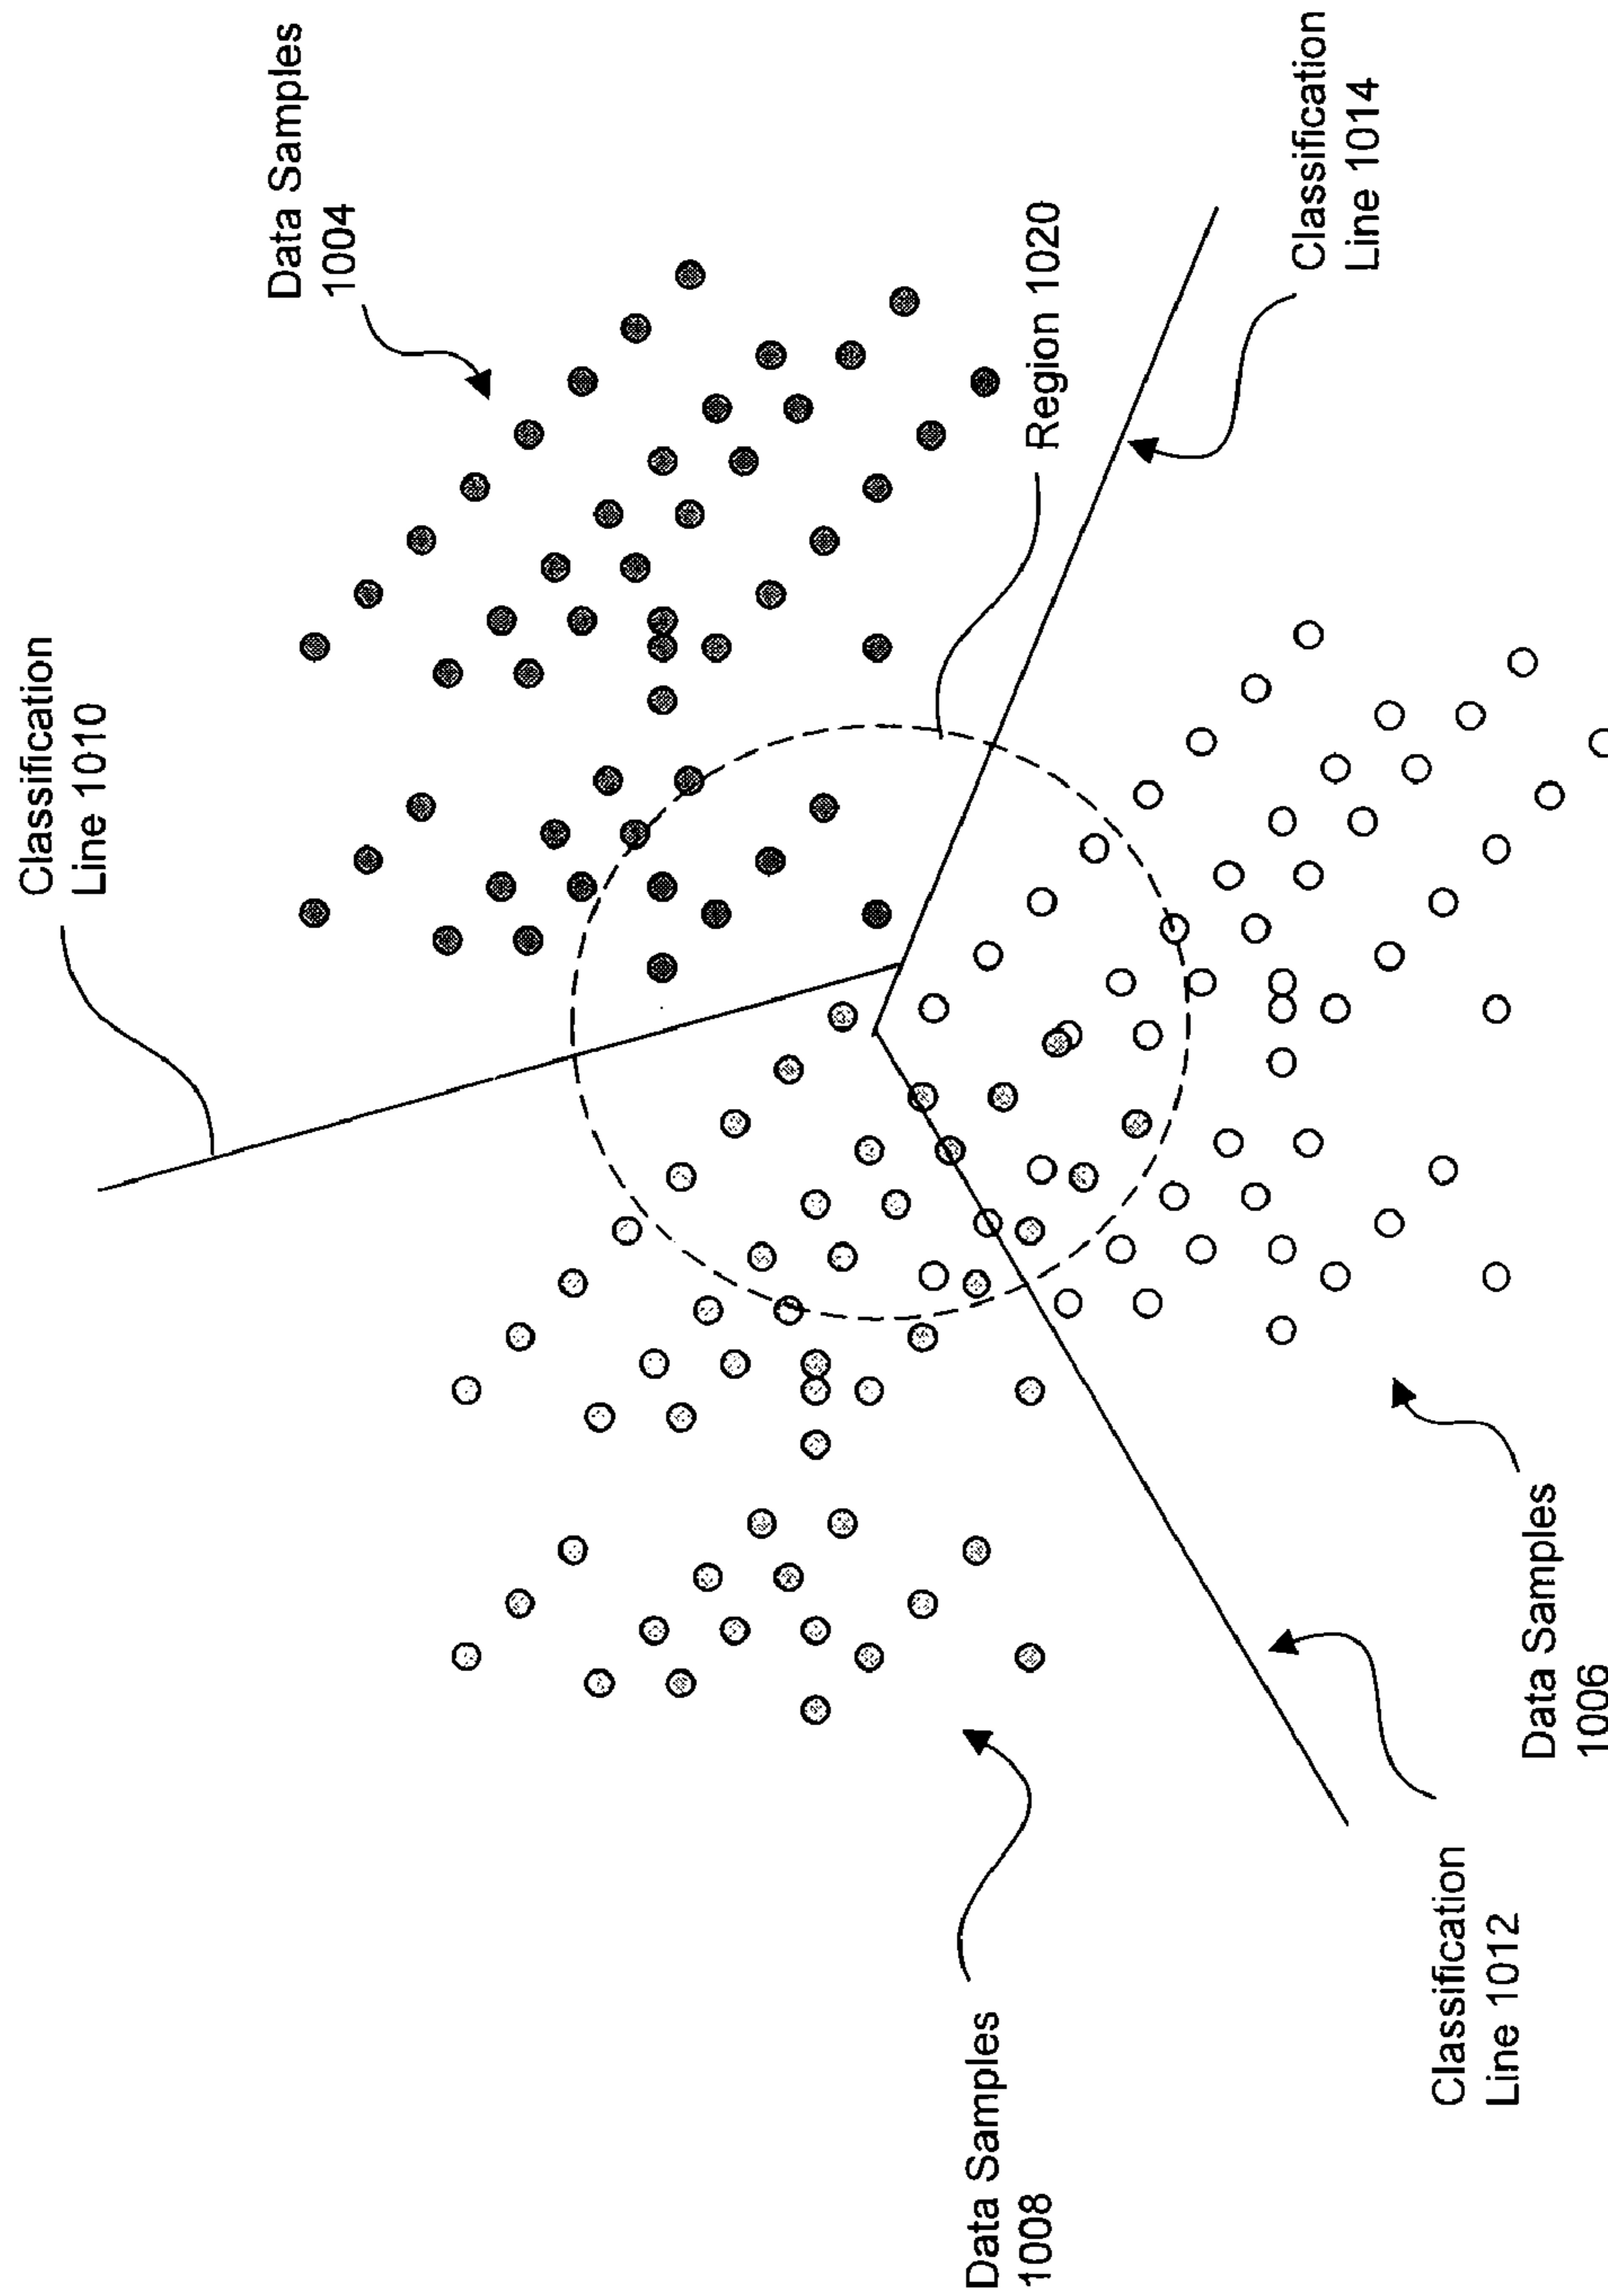 Data Samples
1004
Classification
Line 1010
Classification
Line 1014
Region 1020
Data Samples
1008
Classification
Line 1012
Data Samples
1006